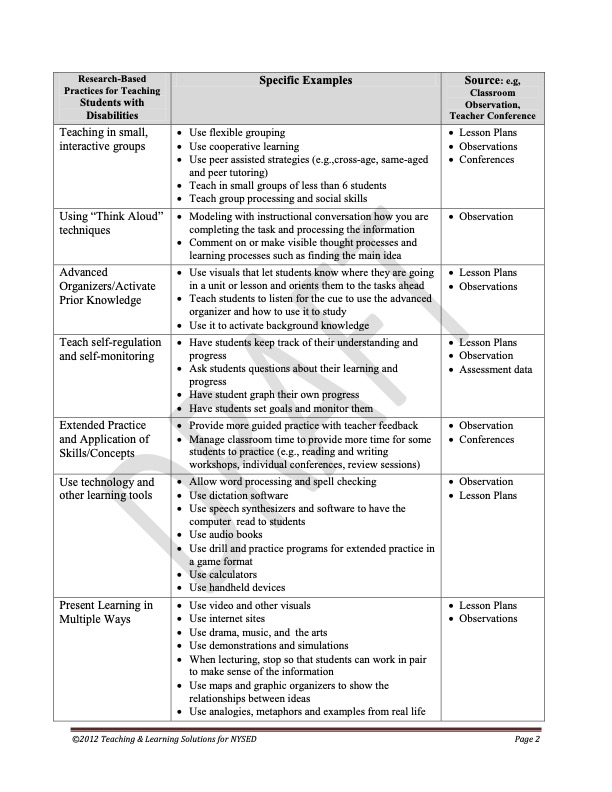 Research-Based
Practices for Teaching
Students with
Disabilities
Specific Examples
Source: e.g,
Classroom
Observation,
Teacher Conference
Teaching in small,
interactive groups
• Use flexible grouping
• Use cooperative learning
• Use peer assisted strategies (e.g.,cross-age, same-aged
and peer tutoring)
• Teach in small groups of less than 6 students
• Teach group processing and social skills
• Lesson Plans
• Observations
• Conferences
Using “Think Aloud”
techniques
• Modeling with instructional conversation how you are
completing the task and processing the information
• Comment on or make visible thought processes and
learning processes such as finding the main idea
• Observation
Advanced
Organizers/Activate
Prior Knowledge
• Use visuals that let students know where they are going
in a unit or lesson and orients them to the tasks ahead
• Teach students to listen for the cue to use the advanced
organizer and how to use it to study
• Use it to activate background knowledge
• Lesson Plans
• Observations
Teach self-regulation
and self-monitoring
• Have students keep track of their understanding and
progress
• Ask students questions about their learning and
progress
• Have student graph their own progress
• Have students set goals and monitor them
• Lesson Plans
• Observation
• Assessment data
Extended Practice
and Application of
Skills/Concepts
• Provide more guided practice with teacher feedback
• Manage classroom time to provide more time for some
students to practice (e.g., reading and writing
workshops, individual conferences, review sessions)
• Observation
• Conferences
Use technology and
other learning tools
• Allow word processing and spell checking
• Use dictation software
• Use speech synthesizers and software to have the
computer read to students
• Use audio books
• Use drill and practice programs for extended practice in
a game format
• Use calculators
• Use handheld devices
• Observation
• Lesson Plans
Present Learning in
Multiple Ways
• Use video and other visuals
• Use internet sites
• Use drama, music, and the arts
• Use demonstrations and simulations
• When lecturing, stop so that students can work in pair
to make sense of the information
• Use maps and graphic organizers to show the
relationships between ideas
• Use analogies, metaphors and examples from real life
• Lesson Plans
• Observations
DRAFT
©2012 Teaching & Learning Solutions for NYSED
Page 2